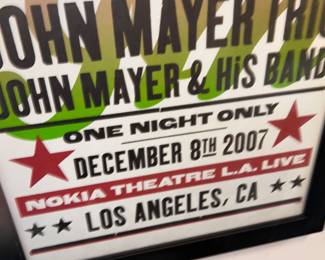 JOHN MAYER TRIO
JOHN MAYER & HiS BAND
ONE NIGHT ONLY
DECEMBER 8TH 2007
NOKIA THEATRE L.A. LIVE
LOS ANGELES, CA